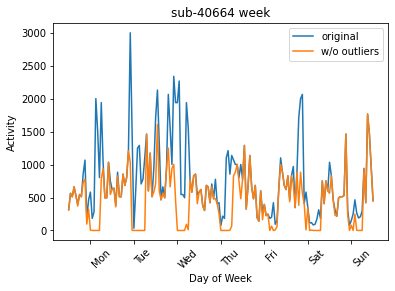 sub-40664 week
original
w/o outliers
Activity
3000
2500
2000
1500
1000
500
0
Mon
Tue
Wed
Thu
Fri
Sat
Sun
Day of Week